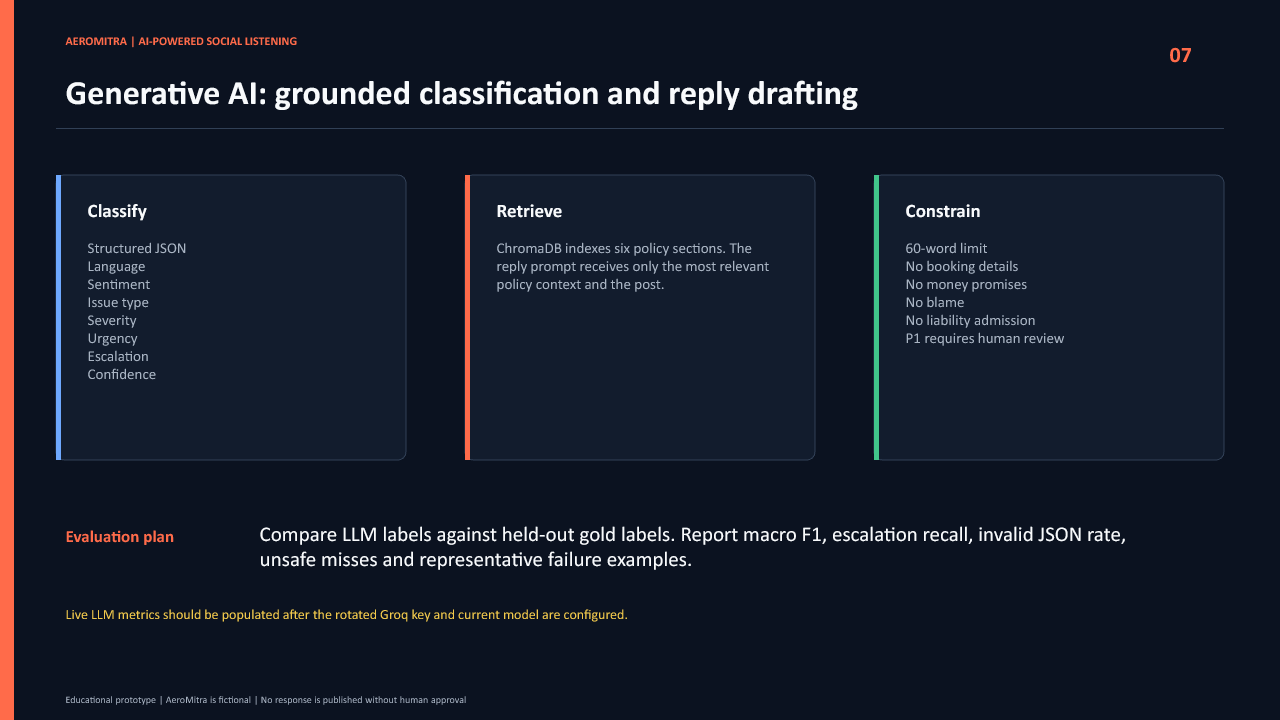 AEROMITRA | AI-POWERED SOCIAL LISTENING
07
Generative AI: grounded classification and reply drafting
Classify
Structured JSON
Language
Sentiment
Issue type
Severity
Urgency
Escalation
Confidence
Retrieve
ChromaDB indexes six policy sections. The
reply prompt receives only the most relevant
policy context and the post.
Constrain
60-word limit
No booking details
No money promises
No blame
No liability admission
P1 requires human review
Evaluation plan
Compare LLM labels against held-out gold labels. Report macro F1, escalation recall, invalid JSON rate,
unsafe misses and representative failure examples.
Live LLM metrics should be populated after the rotated Groq key and current model are configured.
Educational prototype | AeroMitra is fictional | No response is published without human approval